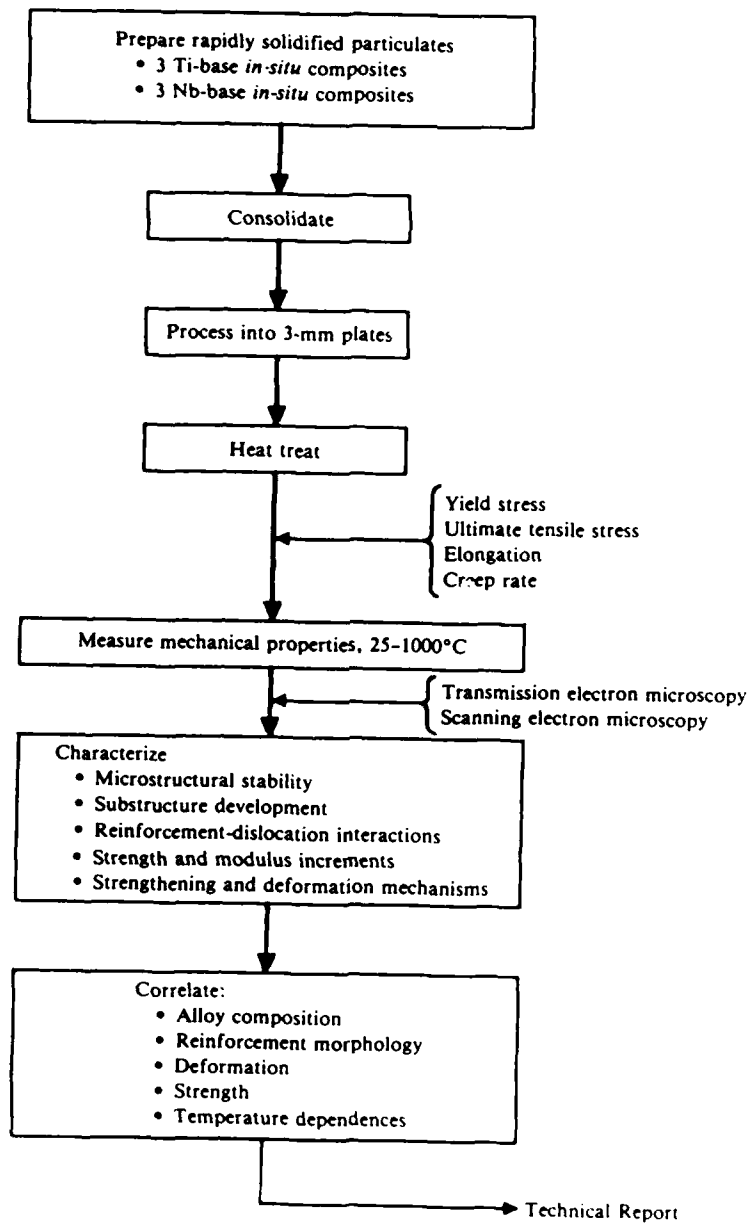 Prepare rapidly solidified particulates
• 3 Ti-base in-situ composites
• 3 Nb-base in-situ composites
Consolidate
Process into 3-mm plates
Heat treat
Yield stress
Ultimate tensile stress
Elongation
Creep rate
Measure mechanical properties, 25–1000°C
Transmission electron microscopy
Scanning electron microscopy
Characterize
• Microstructural stability
• Substructure development
• Reinforcement-dislocation interactions
• Strength and modulus increments
• Strengthening and deformation mechanisms
Correlate:
• Alloy composition
• Reinforcement morphology
• Deformation
• Strength
• Temperature dependences
Technical Report